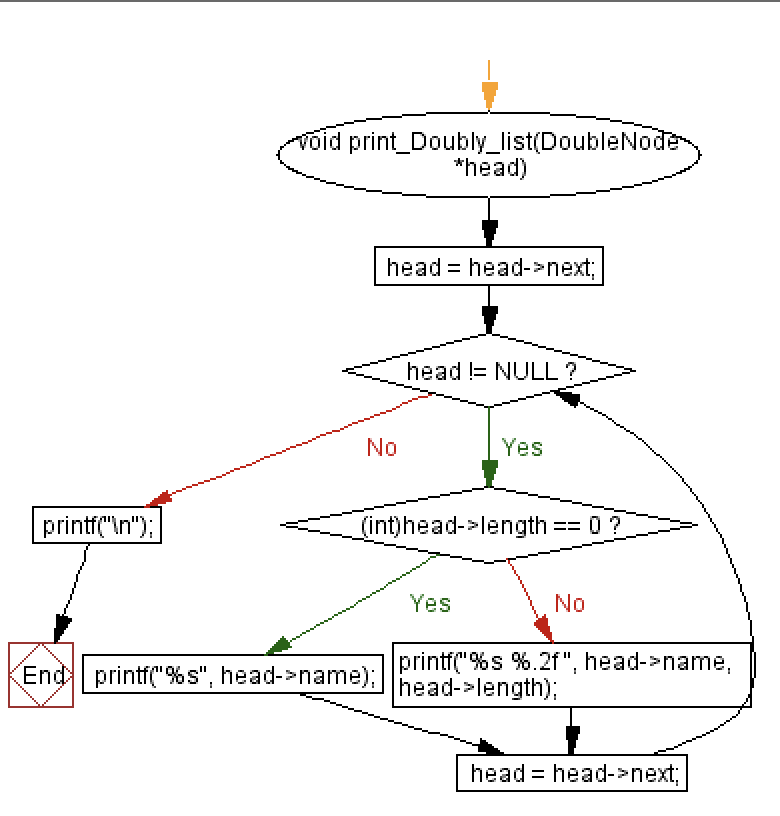 void print_Doubly_list(DoubleNode
*head)
head = head->next;
head != NULL ?
No
Yes
printf("\n");
(int)head->length == 0 ?
Yes
No
End
printf("%s", head->name);
printf("%s %.2f", head->name,
head->length);
head = head->next;